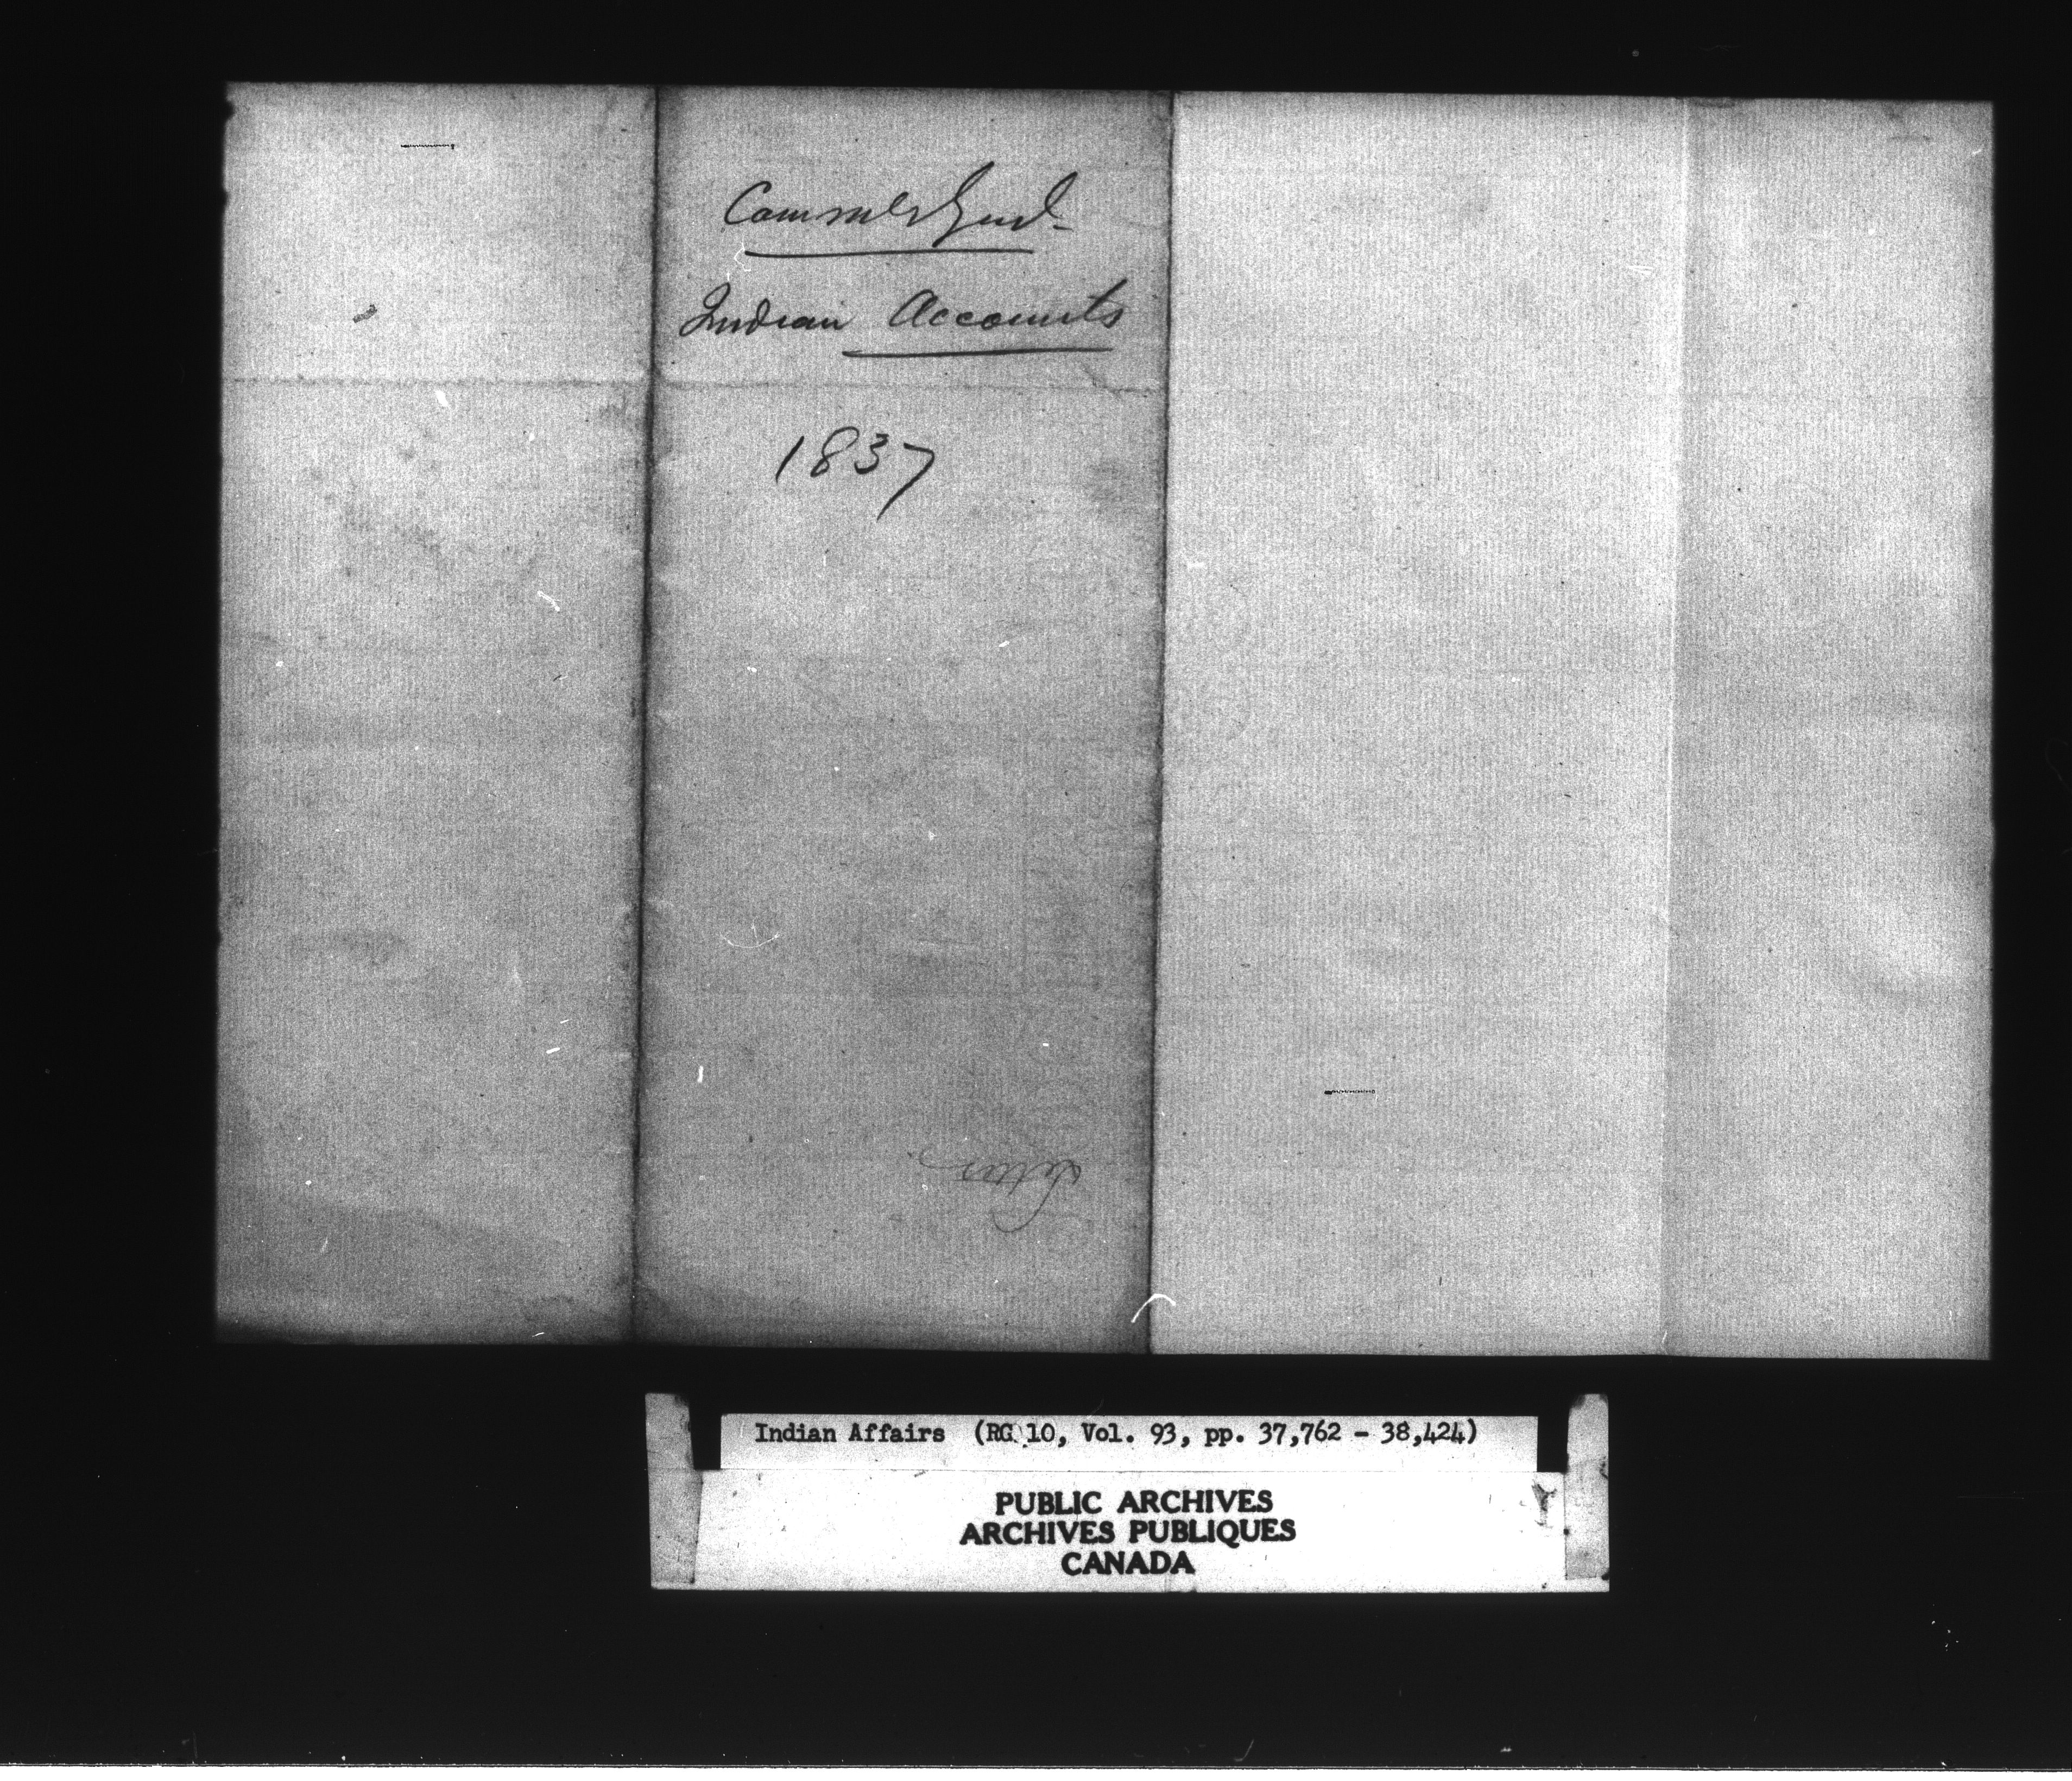 Indian Accounts
1837
Indian Affairs (RG 10, Vol. 93, pp. 37,762 - 38,424)
PUBLIC ARCHIVES
ARCHIVES PUBLIQUES
CANADA